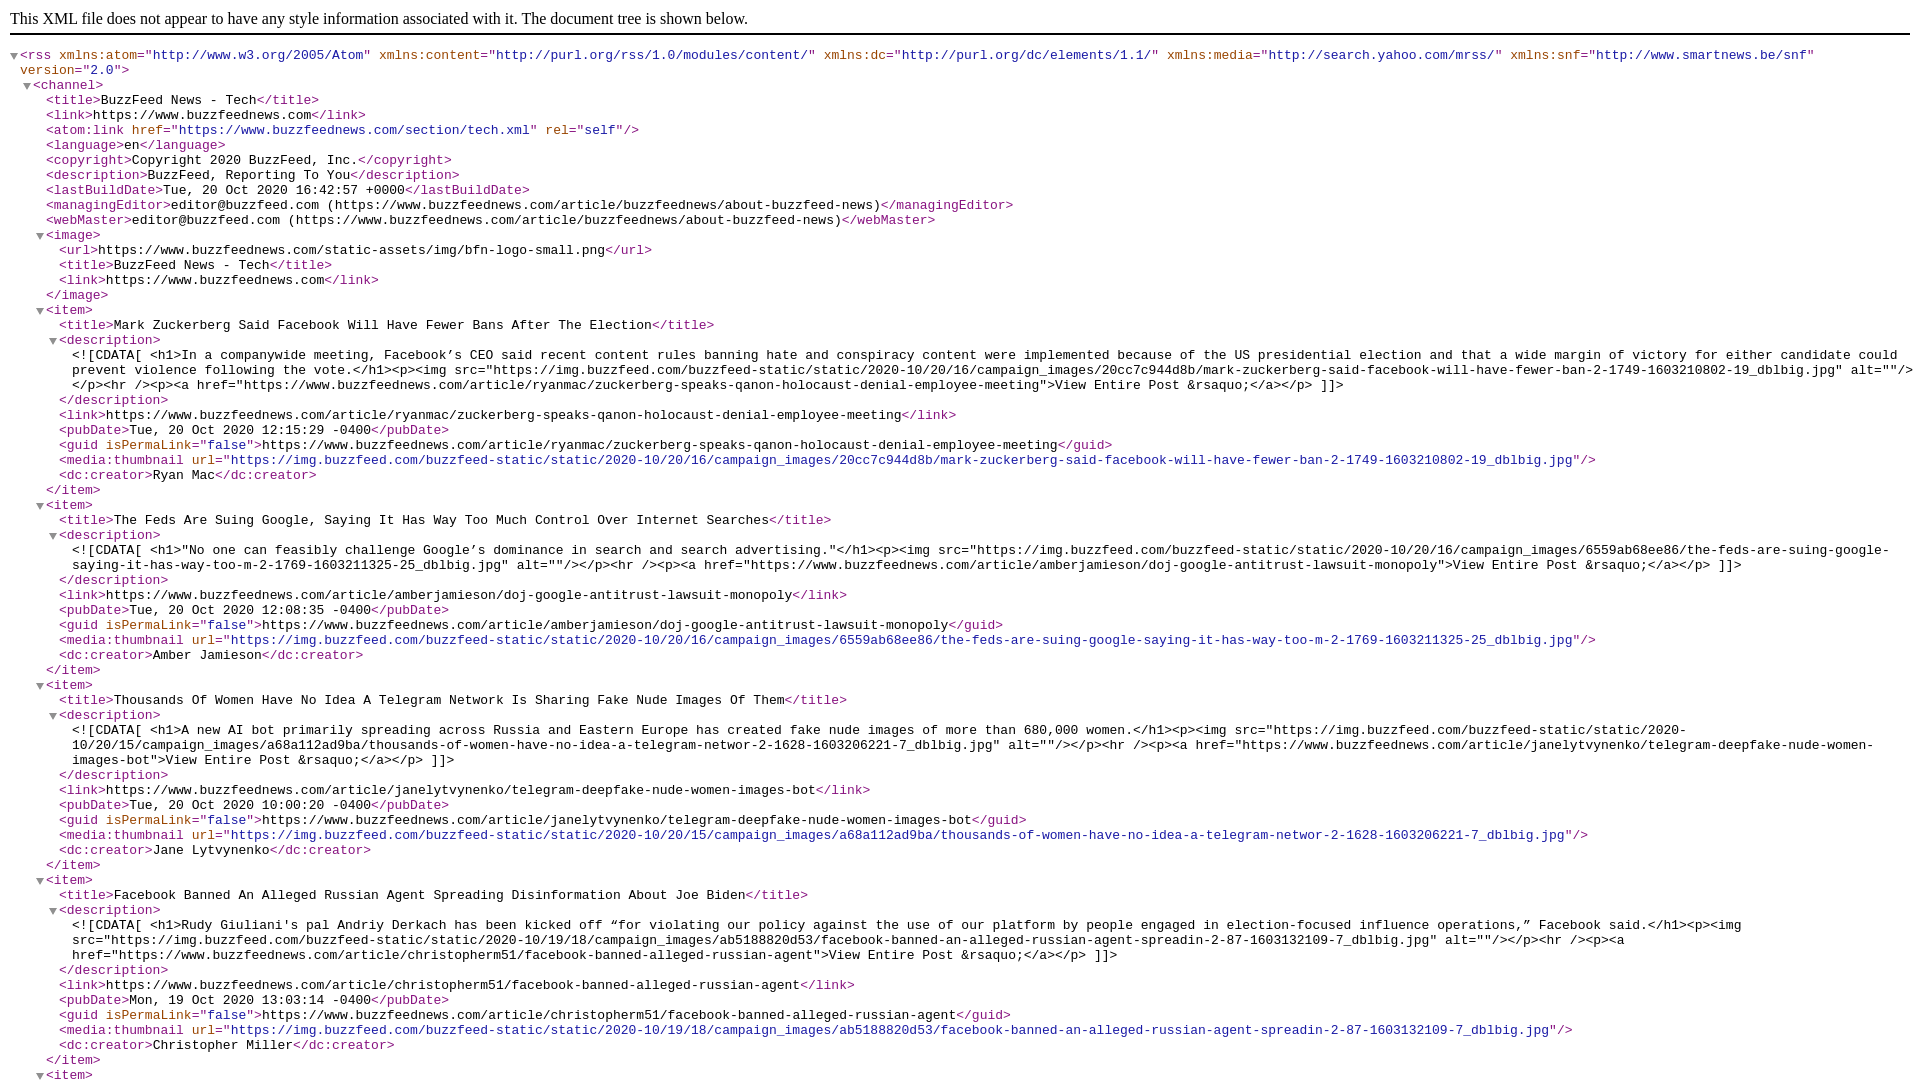 This XML file does not appear to have any style information associated with it. The document tree is shown below.
<rss xmlns:atom="http://www.w3.org/2005/Atom" xmlns:content="http://purl.org/rss/1.0/modules/content/" xmlns:dc="http://purl.org/dc/elements/1.1/" xmlns:media="http://search.yahoo.com/mrss/" xmlns:snf="http://www.smartnews.be/snf"
version="2.0">
<channel>
<title>BuzzFeed News - Tech</title>
<link>https://www.buzzfeednews.com</link>
<atom:link href="https://www.buzzfeednews.com/section/tech.xml" rel="self"/>
<language>en</language>
<copyright>Copyright 2020 BuzzFeed, Inc.</copyright>
<description>BuzzFeed, Reporting To You</description>
<lastBuildDate>Tue, 20 Oct 2020 16:42:57 +0000</lastBuildDate>
<managingEditor>editor@buzzfeed.com (https://www.buzzfeednews.com/article/buzzfeednews/about-buzzfeed-news)</managingEditor>
<webMaster>editor@buzzfeed.com (https://www.buzzfeednews.com/article/buzzfeednews/about-buzzfeed-news)</webMaster>
<image>
<url>https://www.buzzfeednews.com/static-assets/img/bfn-logo-small.png</url>
<title>BuzzFeed News - Tech</title>
<link>https://www.buzzfeednews.com</link>
</image>
<item>
<title>Mark Zuckerberg Said Facebook Will Have Fewer Bans After The Election</title>
<description>
<![CDATA[ <h1>In a companywide meeting, Facebook’s CEO said recent content rules banning hate and conspiracy content were implemented because of the US presidential election and that a wide margin of victory for either candidate could
prevent violence following the vote.</h1><p><img src="https://img.buzzfeed.com/buzzfeed-static/static/2020-10/20/16/campaign_images/20cc7c944d8b/mark-zuckerberg-said-facebook-will-have-fewer-ban-2-1749-1603210802-19_dblbig.jpg" alt=""/>
</p><hr /><p><a href="https://www.buzzfeednews.com/article/ryanmac/zuckerberg-speaks-qanon-holocaust-denial-employee-meeting">View Entire Post &rsaquo;</a></p> ]]>
</description>
<link>https://www.buzzfeednews.com/article/ryanmac/zuckerberg-speaks-qanon-holocaust-denial-employee-meeting</link>
<pubDate>Tue, 20 Oct 2020 12:15:29 -0400</pubDate>
<guid isPermaLink="false">https://www.buzzfeednews.com/article/ryanmac/zuckerberg-speaks-qanon-holocaust-denial-employee-meeting</guid>
<media:thumbnail url="https://img.buzzfeed.com/buzzfeed-static/static/2020-10/20/16/campaign_images/20cc7c944d8b/mark-zuckerberg-said-facebook-will-have-fewer-ban-2-1749-1603210802-19_dblbig.jpg"/>
<dc:creator>Ryan Mac</dc:creator>
</item>
<item>
<title>The Feds Are Suing Google, Saying It Has Way Too Much Control Over Internet Searches</title>
<description>
<![CDATA[ <h1>"No one can feasibly challenge Google’s dominance in search and search advertising."</h1><p><img src="https://img.buzzfeed.com/buzzfeed-static/static/2020-10/20/16/campaign_images/6559ab68ee86/the-feds-are-suing-google-
saying-it-has-way-too-m-2-1769-1603211325-25_dblbig.jpg" alt=""/></p><hr /><p><a href="https://www.buzzfeednews.com/article/amberjamieson/doj-google-antitrust-lawsuit-monopoly">View Entire Post &rsaquo;</a></p> ]]>
</description>
<link>https://www.buzzfeednews.com/article/amberjamieson/doj-google-antitrust-lawsuit-monopoly</link>
<pubDate>Tue, 20 Oct 2020 12:08:35 -0400</pubDate>
<guid isPermaLink="false">https://www.buzzfeednews.com/article/amberjamieson/doj-google-antitrust-lawsuit-monopoly</guid>
<media:thumbnail url="https://img.buzzfeed.com/buzzfeed-static/static/2020-10/20/16/campaign_images/6559ab68ee86/the-feds-are-suing-google-saying-it-has-way-too-m-2-1769-1603211325-25_dblbig.jpg"/>
<dc:creator>Amber Jamieson</dc:creator>
</item>
<item>
<title>Thousands Of Women Have No Idea A Telegram Network Is Sharing Fake Nude Images Of Them</title>
<description>
<![CDATA[ <h1>A new AI bot primarily spreading across Russia and Eastern Europe has created fake nude images of more than 680,000 women.</h1><p><img src="https://img.buzzfeed.com/buzzfeed-static/static/2020-
10/20/15/campaign_images/a68a112ad9ba/thousands-of-women-have-no-idea-a-telegram-networ-2-1628-1603206221-7_dblbig.jpg" alt=""/></p><hr /><p><a href="https://www.buzzfeednews.com/article/janelytvynenko/telegram-deepfake-nude-women-
images-bot">View Entire Post &rsaquo;</a></p> ]]>
</description>
<link>https://www.buzzfeednews.com/article/janelytvynenko/telegram-deepfake-nude-women-images-bot</link>
<pubDate>Tue, 20 Oct 2020 10:00:20 -0400</pubDate>
<guid isPermaLink="false">https://www.buzzfeednews.com/article/janelytvynenko/telegram-deepfake-nude-women-images-bot</guid>
<media:thumbnail url="https://img.buzzfeed.com/buzzfeed-static/static/2020-10/20/15/campaign_images/a68a112ad9ba/thousands-of-women-have-no-idea-a-telegram-networ-2-1628-1603206221-7_dblbig.jpg"/>
<dc:creator>Jane Lytvynenko</dc:creator>
</item>
<item>
<title>Facebook Banned An Alleged Russian Agent Spreading Disinformation About Joe Biden</title>
<description>
<![CDATA[ <h1>Rudy Giuliani's pal Andriy Derkach has been kicked off “for violating our policy against the use of our platform by people engaged in election-focused influence operations,” Facebook said.</h1><p><img
src="https://img.buzzfeed.com/buzzfeed-static/static/2020-10/19/18/campaign_images/ab5188820d53/facebook-banned-an-alleged-russian-agent-spreadin-2-87-1603132109-7_dblbig.jpg" alt=""/></p><hr /><p><a
href="https://www.buzzfeednews.com/article/christopherm51/facebook-banned-alleged-russian-agent">View Entire Post &rsaquo;</a></p> ]]>
</description>
<link>https://www.buzzfeednews.com/article/christopherm51/facebook-banned-alleged-russian-agent</link>
<pubDate>Mon, 19 Oct 2020 13:03:14 -0400</pubDate>
<guid isPermaLink="false">https://www.buzzfeednews.com/article/christopherm51/facebook-banned-alleged-russian-agent</guid>
<media:thumbnail url="https://img.buzzfeed.com/buzzfeed-static/static/2020-10/19/18/campaign_images/ab5188820d53/facebook-banned-an-alleged-russian-agent-spreadin-2-87-1603132109-7_dblbig.jpg"/>
<dc:creator>Christopher Miller</dc:creator>
</item>
<item>